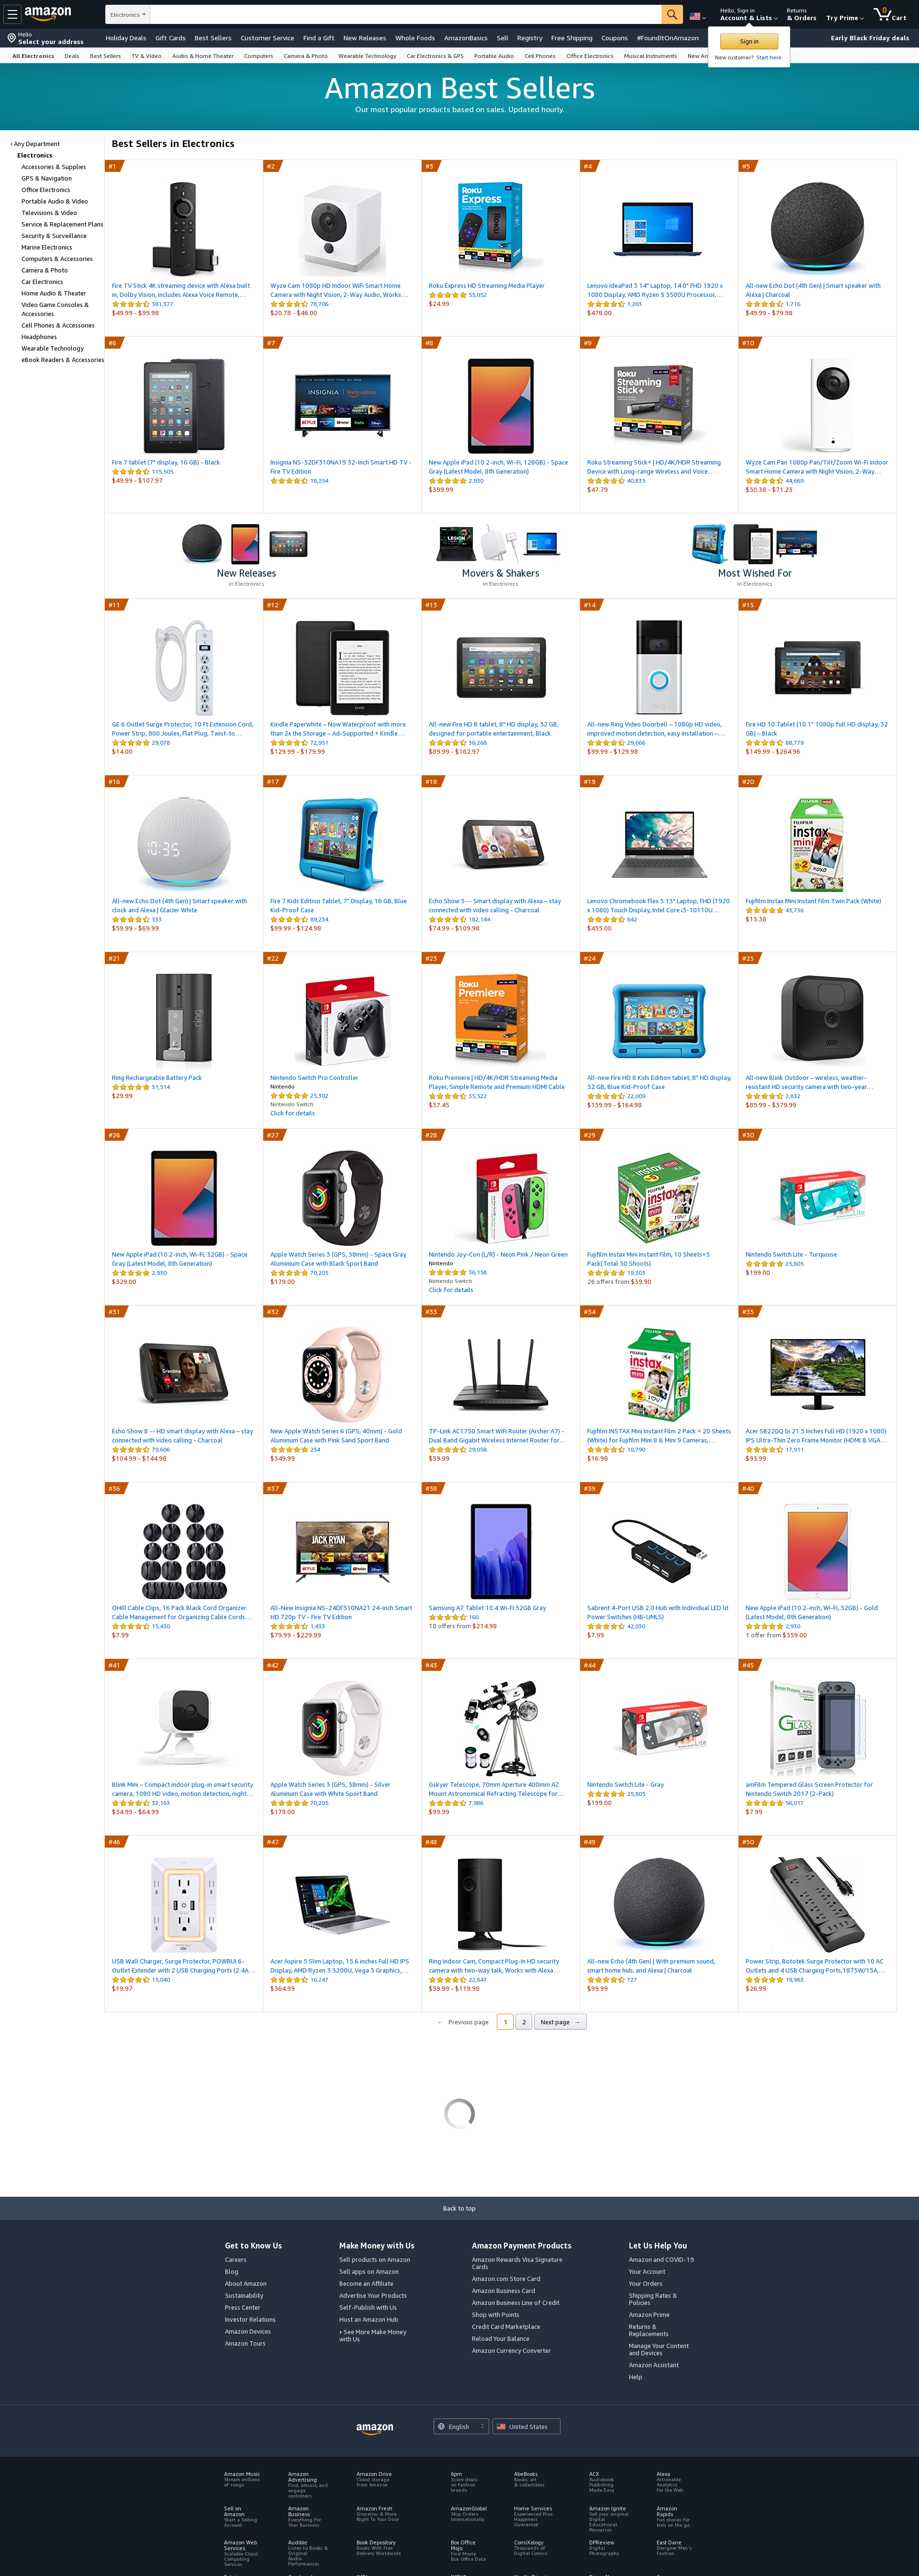 amazon
Electronics
Hello, Sign in
Account & Lists
Returns
& Orders
Try Prime
0
Cart
Hello
Select your address
Holiday Deals
Gift Cards
Best Sellers
Customer Service
Find a Gift
New Releases
Whole Foods
AmazonBasics
Sell
Registry
Free Shipping
Coupons
#FoundItOnAmazon
Early Black Friday deals
Sign in
New customer? Start here.
All Electronics
Deals
Best Sellers
TV & Video
Audio & Home Theater
Computers
Camera & Photo
Wearable Technology
Car Electronics & GPS
Portable Audio
Cell Phones
Office Electronics
Musical Instruments
Amazon Best Sellers
Our most popular products based on sales. Updated hourly.
‹ Any Department
Electronics
Accessories & Supplies
GPS & Navigation
Office Electronics
Portable Audio & Video
Televisions & Video
Service & Replacement Plans
Security & Surveillance
Marine Electronics
Computers & Accessories
Camera & Photo
Car Electronics
Home Audio & Theater
Video Game Consoles &
Accessories
Cell Phones & Accessories
Headphones
Wearable Technology
eBook Readers & Accessories
Best Sellers in Electronics
#1
Fire TV Stick 4K streaming device with Alexa built
in, Dolby Vision, includes Alexa Voice Remote,…
381,377
$49.99 - $99.98
#2
Wyze Cam 1080p HD Indoor WiFi Smart Home
Camera with Night Vision, 2-Way Audio, Works…
78,706
$20.78 - $46.00
#3
Roku Express HD Streaming Media Player
55,052
$24.99
#4
Lenovo IdeaPad 3 14" Laptop, 14.0" FHD 1920 x
1080 Display, AMD Ryzen 5 3500U Processor,…
1,203
$478.00
#5
All-new Echo Dot (4th Gen) | Smart speaker with
Alexa | Charcoal
1,716
$49.99 - $79.98
#6
Fire 7 tablet (7" display, 16 GB) - Black
115,505
$49.99 - $107.97
#7
Insignia NS-32DF310NA19 32-inch Smart HD TV -
Fire TV Edition
18,254
#8
New Apple iPad (10.2-inch, Wi-Fi, 128GB) - Space
Gray (Latest Model, 8th Generation)
2,930
$399.99
#9
Roku Streaming Stick+ | HD/4K/HDR Streaming
Device with Long-range Wireless and Voice…
40,835
$47.79
#10
Wyze Cam Pan 1080p Pan/Tilt/Zoom Wi-Fi Indoor
Smart Home Camera with Night Vision, 2-Way…
44,669
$30.38 - $71.23
New Releases
in Electronics
Movers & Shakers
in Electronics
Most Wished For
in Electronics
#11
GE 6 Outlet Surge Protector, 10 Ft Extension Cord,
Power Strip, 800 Joules, Flat Plug, Twist-to…
29,078
$14.00
#12
Kindle Paperwhite – Now Waterproof with more
than 2x the Storage – Ad-Supported + Kindle…
72,951
$129.99 - $179.99
#13
All-new Fire HD 8 tablet, 8" HD display, 32 GB,
designed for portable entertainment, Black
36,268
$89.99 - $162.97
#14
All-new Ring Video Doorbell – 1080p HD video,
improved motion detection, easy installation –…
29,666
$99.99 - $129.98
#15
Fire HD 10 Tablet (10.1" 1080p full HD display, 32
GB) – Black
88,779
$149.99 - $264.96
#16
All-new Echo Dot (4th Gen) | Smart speaker with
clock and Alexa | Glacier White
333
$59.99 - $69.99
#17
Fire 7 Kids Edition Tablet, 7" Display, 16 GB, Blue
Kid-Proof Case
89,234
$99.99 - $124.98
#18
Echo Show 5 -- Smart display with Alexa – stay
connected with video calling - Charcoal
182,144
$74.99 - $109.98
#19
Lenovo Chromebook Flex 5 13" Laptop, FHD (1920
x 1080) Touch Display, Intel Core i3-10110U…
842
$455.00
#20
Fujifilm Instax Mini Instant Film Twin Pack (White)
43,736
$13.38
#21
Ring Rechargeable Battery Pack
31,514
$29.99
#22
Nintendo Switch Pro Controller
Nintendo
25,302
Nintendo Switch
Click for details
#23
Roku Premiere | HD/4K/HDR Streaming Media
Player, Simple Remote and Premium HDMI Cable
35,522
$37.45
#24
All-new Fire HD 8 Kids Edition tablet, 8" HD display,
32 GB, Blue Kid-Proof Case
22,009
$139.99 - $164.98
#25
All-new Blink Outdoor – wireless, weather-
resistant HD security camera with two-year…
2,832
$89.99 - $379.99
#26
New Apple iPad (10.2-inch, Wi-Fi, 32GB) - Space
Gray (Latest Model, 8th Generation)
2,930
$329.00
#27
Apple Watch Series 3 (GPS, 38mm) - Space Gray
Aluminium Case with Black Sport Band
70,205
$179.00
#28
Nintendo Joy-Con (L/R) - Neon Pink / Neon Green
Nintendo
36,158
Nintendo Switch
Click for details
#29
Fujifilm Instax Mini Instant Film, 10 Sheets×5
Pack(Total 50 Shoots)
19,303
26 offers from $39.90
#30
Nintendo Switch Lite - Turquoise
25,805
$199.00
#31
Echo Show 8 -- HD smart display with Alexa – stay
connected with video calling - Charcoal
79,606
$104.99 - $144.98
#32
New Apple Watch Series 6 (GPS, 40mm) - Gold
Aluminum Case with Pink Sand Sport Band
254
$349.99
#33
TP-Link AC1750 Smart WiFi Router (Archer A7) -
Dual Band Gigabit Wireless Internet Router for…
29,058
$59.99
#34
Fujifilm INSTAX Mini Instant Film 2 Pack = 20 Sheets
(White) for Fujifilm Mini 8 & Mini 9 Cameras,…
10,790
$16.98
#35
Acer SB220Q bi 21.5 Inches Full HD (1920 x 1080)
IPS Ultra-Thin Zero Frame Monitor (HDMI & VGA…
17,911
$93.99
#36
OHill Cable Clips, 16 Pack Black Cord Organizer
Cable Management for Organizing Cable Cords…
15,430
$7.99
#37
All-New Insignia NS-24DF310NA21 24-inch Smart
HD 720p TV - Fire TV Edition
1,433
$79.99 - $229.99
#38
Samsung A7 Tablet 10.4 Wi-Fi 32GB Gray
160
18 offers from $214.98
#39
Sabrent 4-Port USB 2.0 Hub with Individual LED lit
Power Switches (HB-UMLS)
42,030
$7.99
#40
New Apple iPad (10.2-inch, Wi-Fi, 32GB) - Gold
(Latest Model, 8th Generation)
2,930
1 offer from $359.00
#41
Blink Mini – Compact indoor plug-in smart security
camera, 1080 HD video, motion detection, night…
32,163
$34.99 - $64.99
#42
Apple Watch Series 3 (GPS, 38mm) - Silver
Aluminum Case with White Sport Band
70,205
$179.00
#43
Gskyer Telescope, 70mm Aperture 400mm AZ
Mount Astronomical Refracting Telescope for…
7,986
$99.99
#44
Nintendo Switch Lite - Gray
25,805
$199.00
#45
amFilm Tempered Glass Screen Protector for
Nintendo Switch 2017 (2-Pack)
56,017
$7.99
#46
USB Wall Charger, Surge Protector, POWRUI 6-
Outlet Extender with 2 USB Charging Ports (2.4A…
15,040
$19.97
#47
Acer Aspire 5 Slim Laptop, 15.6 inches Full HD IPS
Display, AMD Ryzen 3 3200U, Vega 3 Graphics,…
16,247
$364.99
#48
Ring Indoor Cam, Compact Plug-In HD security
camera with two-way talk, Works with Alexa…
22,847
$59.99 - $119.98
#49
All-new Echo (4th Gen) | With premium sound,
smart home hub, and Alexa | Charcoal
727
$99.99
#50
Power Strip, Bototek Surge Protector with 10 AC
Outlets and 4 USB Charging Ports,1875W/15A,…
19,963
$26.99
← Previous page
1
2
Next page →
Back to top
Get to Know Us
Careers
Blog
About Amazon
Sustainability
Press Center
Investor Relations
Amazon Devices
Amazon Tours
Make Money with Us
Sell products on Amazon
Sell apps on Amazon
Become an Affiliate
Advertise Your Products
Self-Publish with Us
Host an Amazon Hub
› See More Make Money
with Us
Amazon Payment Products
Amazon Rewards Visa Signature
Cards
Amazon.com Store Card
Amazon Business Card
Amazon Business Line of Credit
Shop with Points
Credit Card Marketplace
Reload Your Balance
Amazon Currency Converter
Let Us Help You
Amazon and COVID-19
Your Account
Your Orders
Shipping Rates &
Policies
Amazon Prime
Returns &
Replacements
Manage Your Content
and Devices
Amazon Assistant
Help
amazon
English
United States
Amazon Music
Stream millions
of songs
Amazon
Advertising
Find, attract, and
engage
customers
Amazon Drive
Cloud storage
from Amazon
6pm
Score deals
on fashion
brands
AbeBooks
Books, art
& collectibles
ACX
Audiobook
Publishing
Made Easy
Alexa
Actionable
Analytics
for the Web
Sell on
Amazon
Start a Selling
Account
Amazon
Business
Everything For
Your Business
Amazon Fresh
Groceries & More
Right To Your Door
AmazonGlobal
Ship Orders
Internationally
Home Services
Experienced Pros
Happiness
Guarantee
Amazon Ignite
Sell your original
Digital
Educational
Resources
Amazon
Rapids
Fun stories for
kids on the go
Amazon Web
Services
Scalable Cloud
Computing
Services
Audible
Listen to Books &
Original
Audio
Performances
Book Depository
Books With Free
Delivery Worldwide
Box Office
Mojo
Find Movie
Box Office Data
ComiXology
Thousands of
Digital Comics
DPReview
Digital
Photography
East Dane
Designer Men's
Fashion